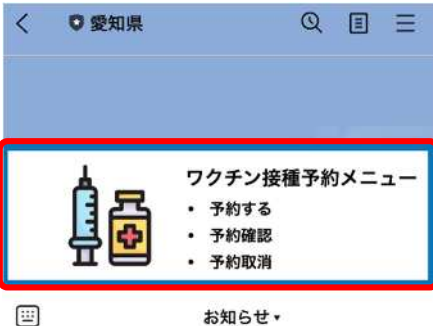 愛知県
ワクチン接種予約メニュー
・ 予約する
・ 予約確認
・ 予約取消
お知らせ▾